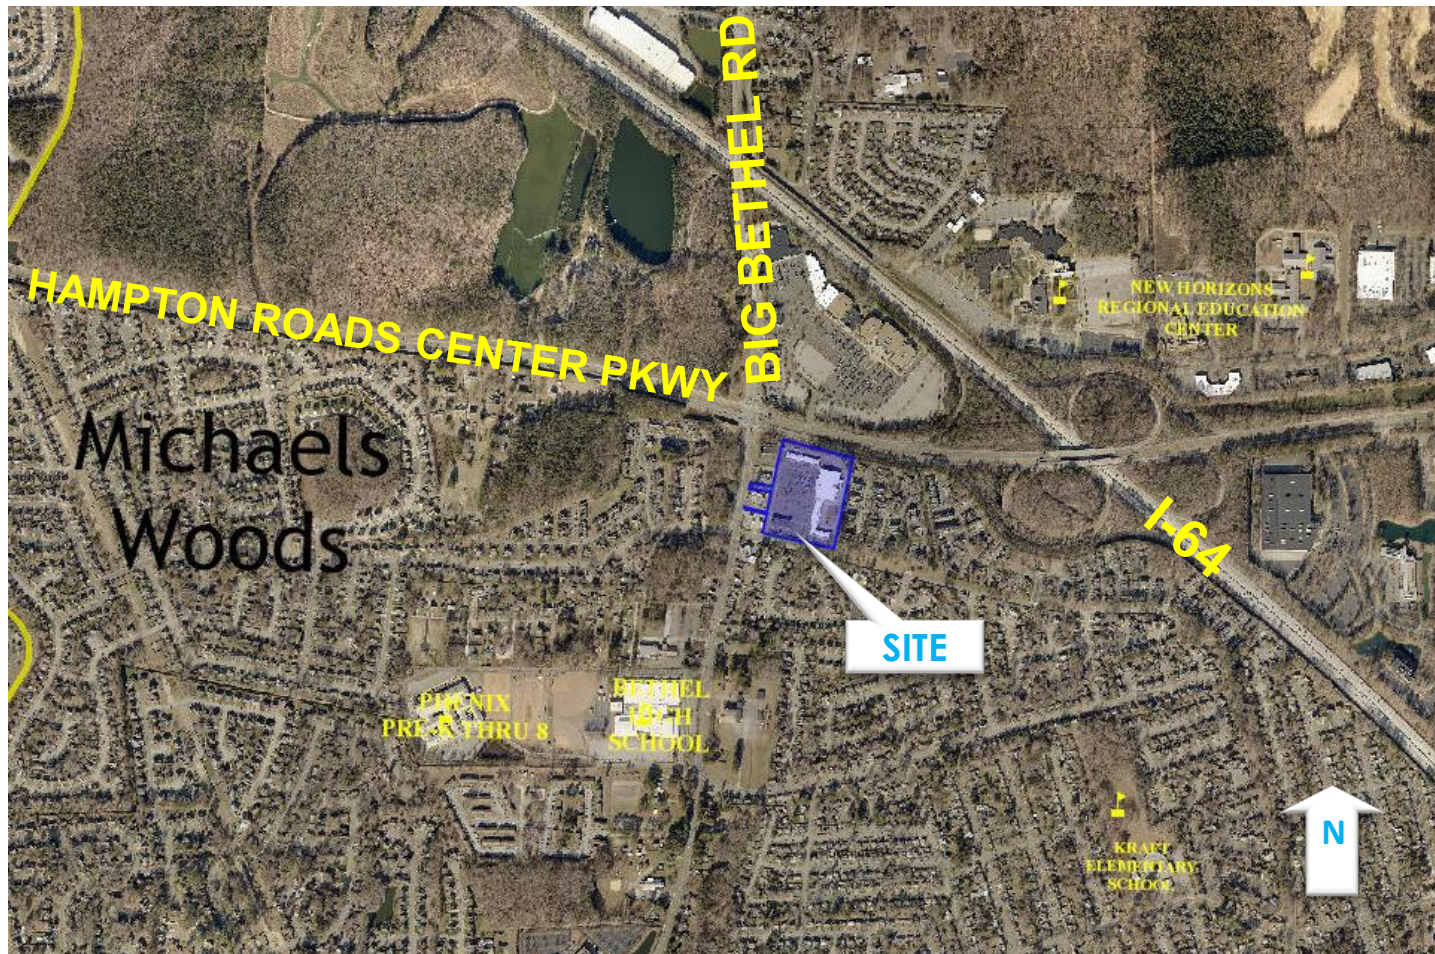 BIG BETHEL RD
HAMPTON ROADS CENTER PKWY
NEW HORIZONS
REGIONAL EDUCATION
CENTER
Michaels
Woods
I-64
SITE
PHENIX
PRE-K THRU 8
BETHEL
HIGH
SCHOOL
KRAFT
ELEMENTARY
SCHOOL
N